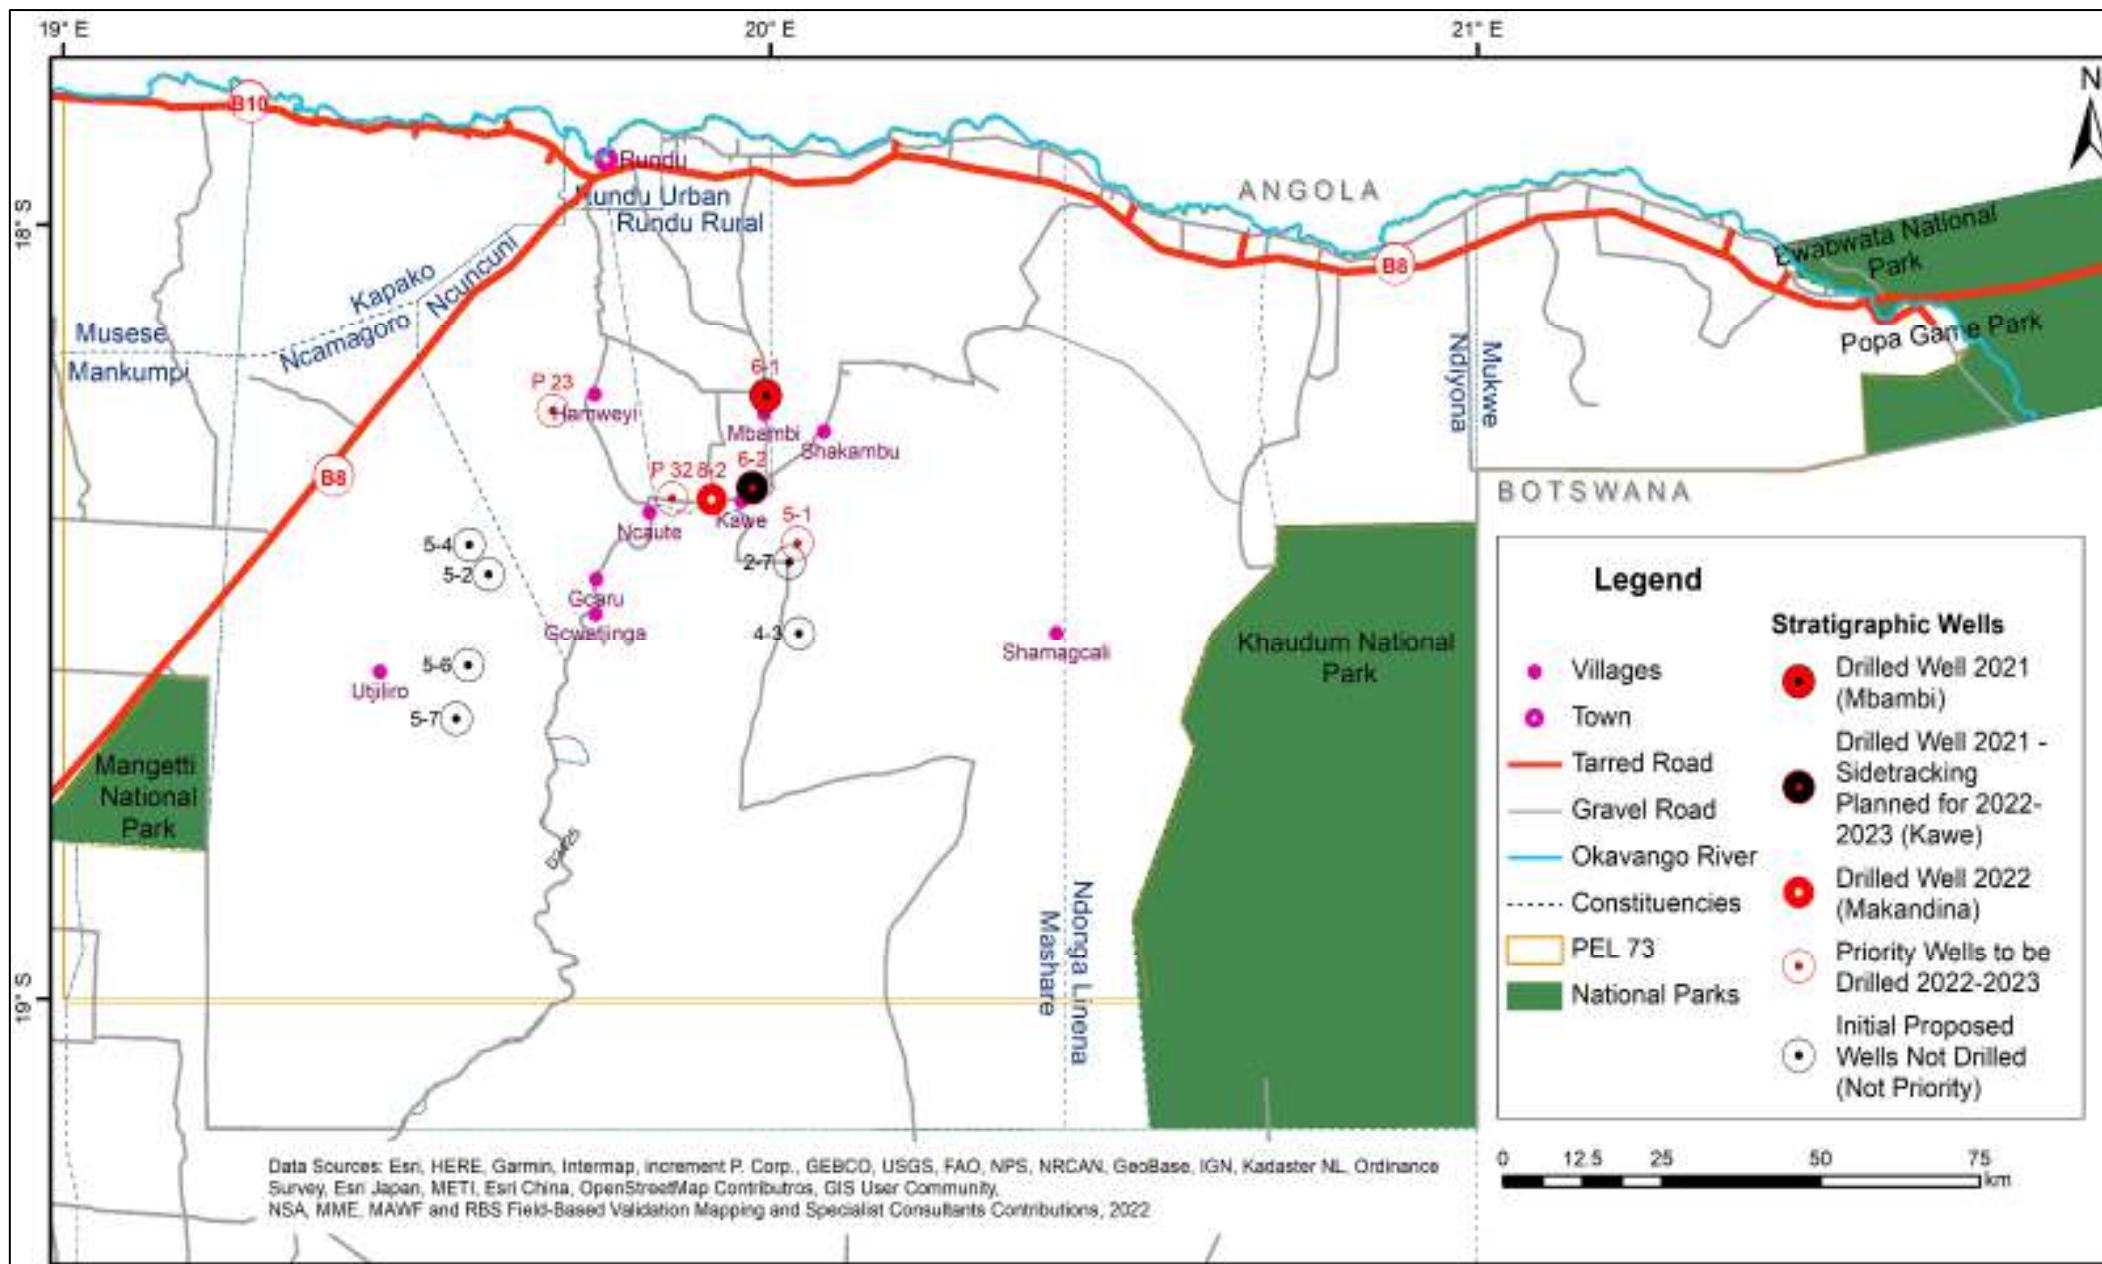 19° E
20° E
21° E
N
B10
Rundu
ANGOLA
18° S
Rundu Urban
Rundu Rural
Bwabwata National
Park
Kapako
Ncuncuni
B8
Musese
Ncamagoro
Mankumpi
Popa Game Park
Mukwe
Ndiyona
P 23
6-1
Hamweyi
Mbambi
Shakambu
B8
P 32
8-2
6-2
BOTSWANA
Ncaute
Kawe
5-1
5-4
2-7
5-2
Gcaru
Gcwatjinga
4-3
Shamagcali
Khaudum National
Park
5-6
Utjiliro
5-7
Mangetti
National
Park
19° S
Ndonga Linena
Mashare
Legend
Villages
Town
Tarred Road
Gravel Road
Okavango River
Constituencies
PEL 73
National Parks
Stratigraphic Wells
Drilled Well 2021
(Mbambi)
Drilled Well 2021 -
Sidetracking
Planned for 2022-
2023 (Kawe)
Drilled Well 2022
(Makandina)
Priority Wells to be
Drilled 2022-2023
Initial Proposed
Wells Not Drilled
(Not Priority)
0 12.5 25 50 75
km
Data Sources: Esri, HERE, Garmin, Intermap, increment P. Corp., GEBCO, USGS, FAO, NPS, NRCAN, GeoBase, IGN, Kadaster NL, Ordinance
Survey, Esri Japan, METI, Esri China, OpenStreetMap Contributros, GIS User Community,
NSA, MME, MAWF and RBS Field-Based Validation Mapping and Specialist Consultants Contributions, 2022